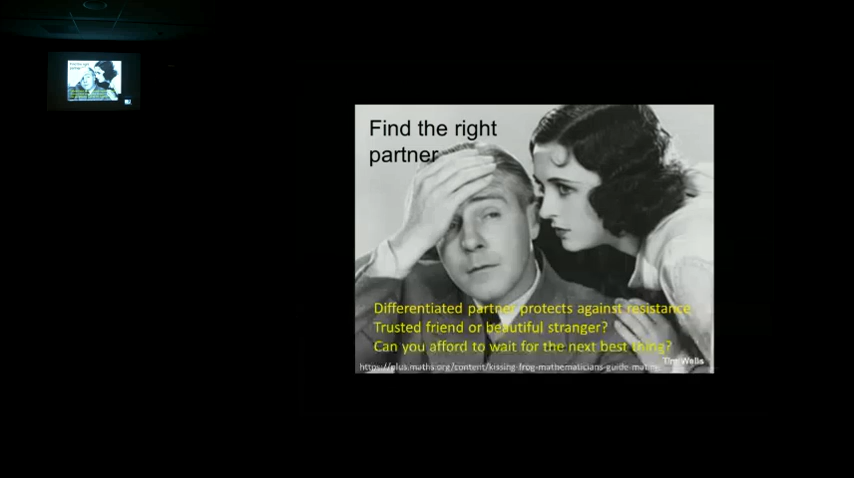 Find the right
partner
Differentiated partner protects against resistance
Trusted friend or beautiful stranger?
Can you afford to wait for the next best thing?
Tim Wells
https://plus.maths.org/content/kissing-frog-mathematicians-guide-mating